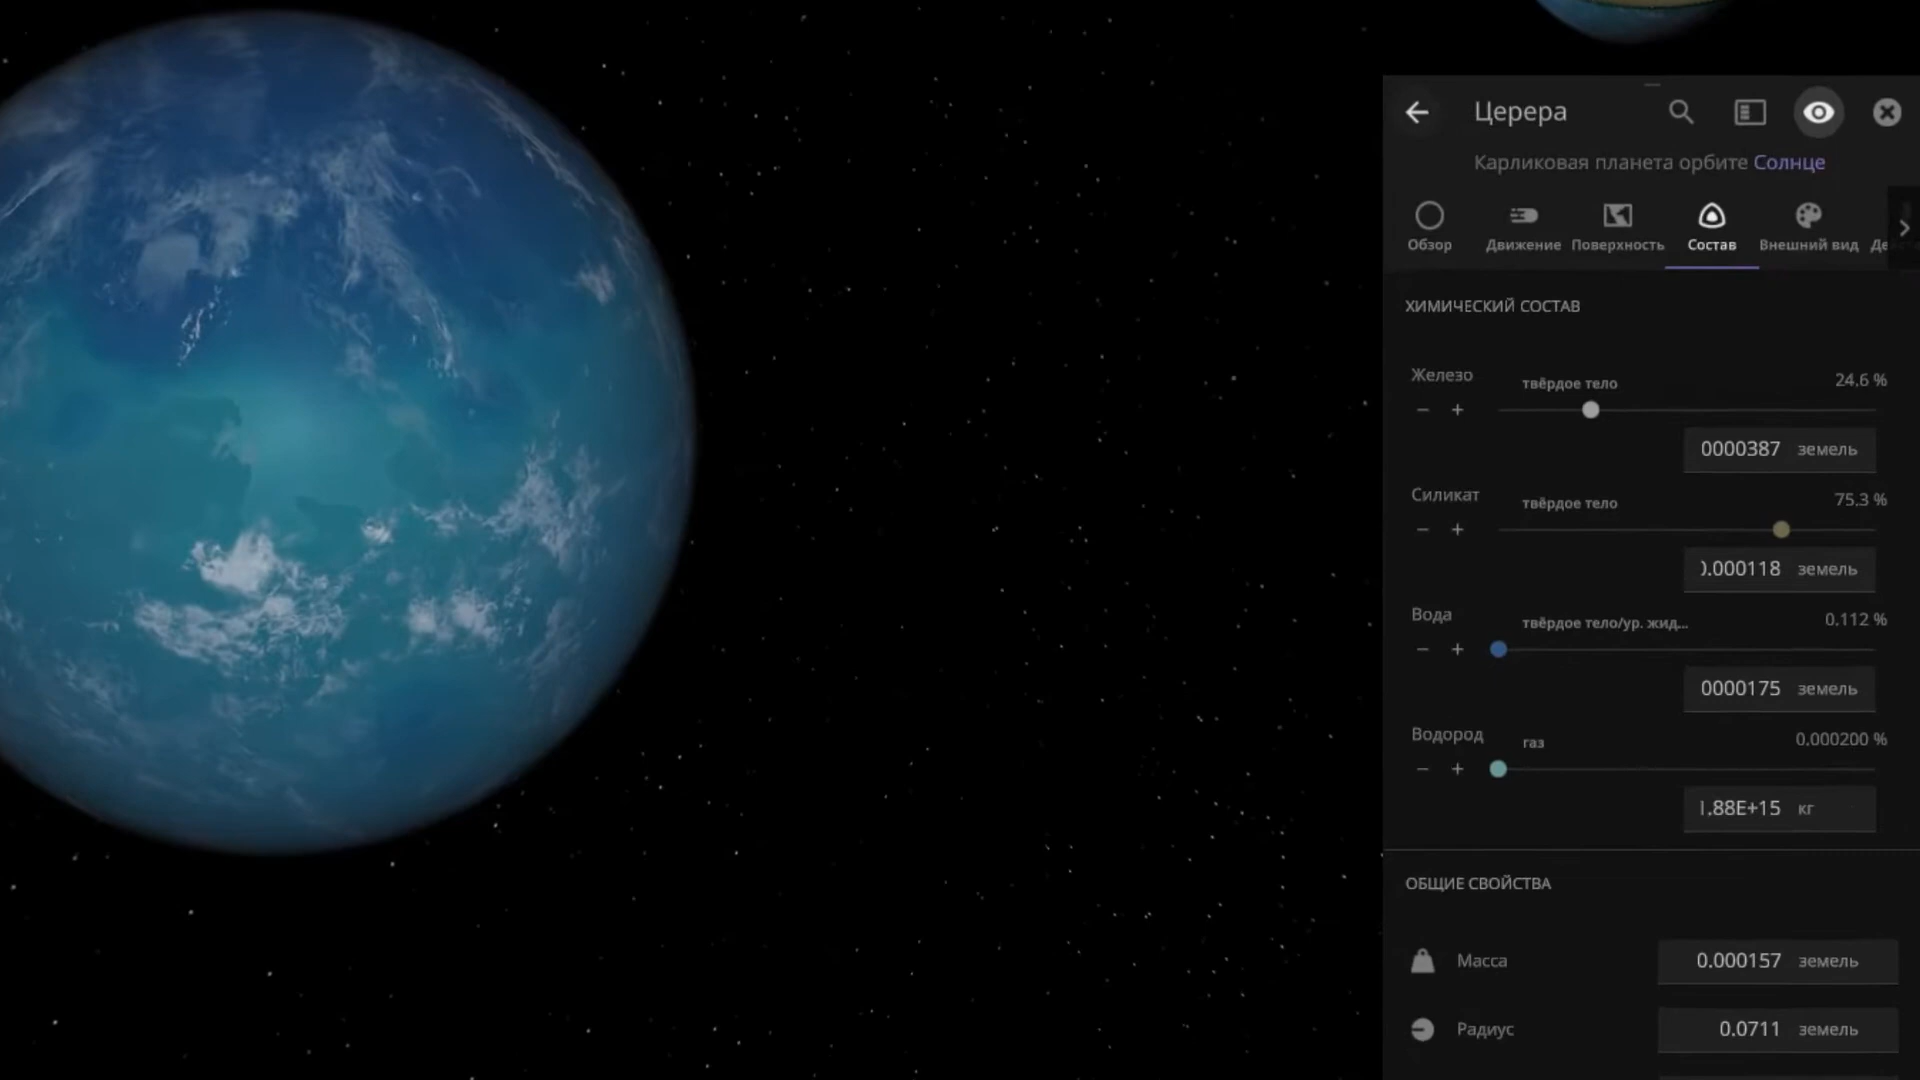 Церера
Карликовая планета орбите Солнце
Обзор Движение Поверхность Состав Внешний вид
ХИМИЧЕСКИЙ СОСТАВ
Железо твёрдое тело 24.6 %
0000387 земель
Силикат твёрдое тело 75.3 %
.000118 земель
Вода твёрдое тело/ур. жид... 0.112 %
0000175 земель
Водород газ 0.000200 %
.88E+15 кг
ОБЩИЕ СВОЙСТВА
Масса 0.000157 земель
Радиус 0.0711 земель